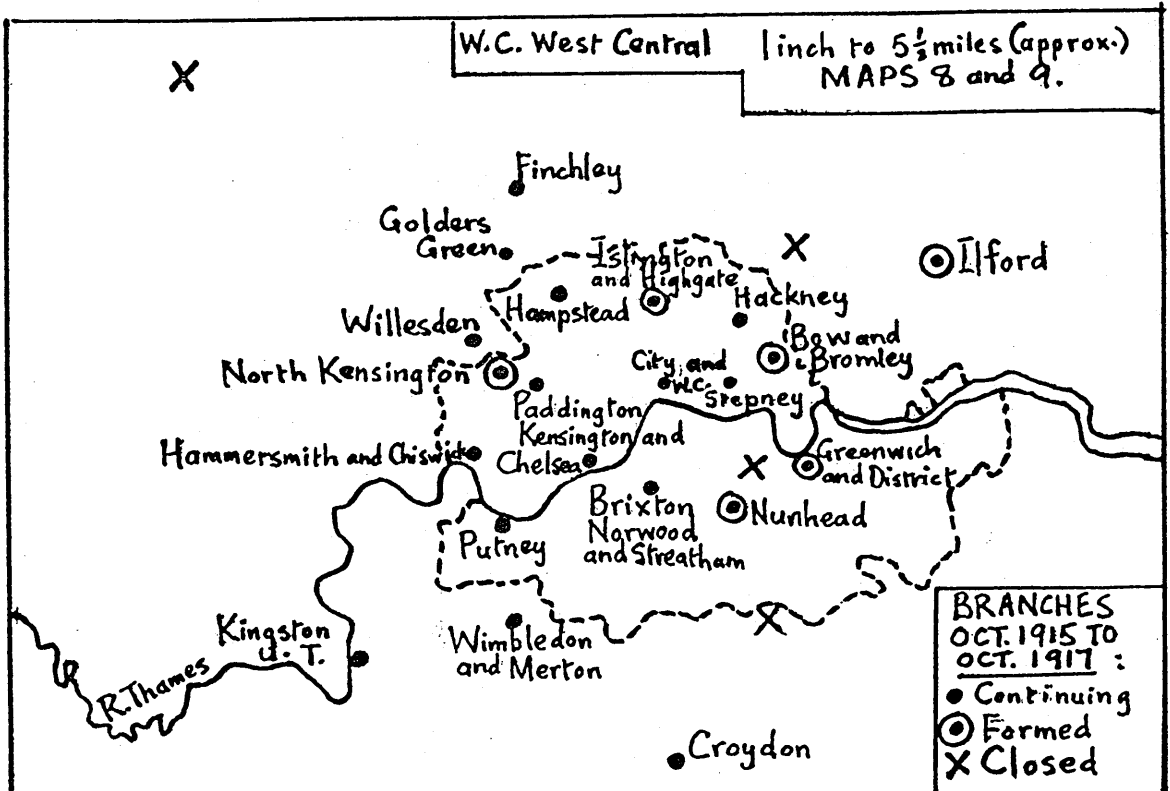 W.C. West Central
1 inch to 5½ miles (approx.)
MAPS 8 and 9.
Finchley
Golders
Green
Islington
and Highgate
Ilford
Hampstead
Hackney
Willesden
Bow and
Bromley
North Kensington
City and
W.C.
Stepney
Paddington
Kensington and
Chelsea
Hammersmith and Chiswick
Greenwich
and District
Brixton
Norwood
and Streatham
Nunhead
Putney
Kingston
u. T.
Wimbledon
and Merton
R. Thames
Croydon
BRANCHES
OCT. 1915 TO
OCT. 1917 :
Continuing
Formed
X Closed